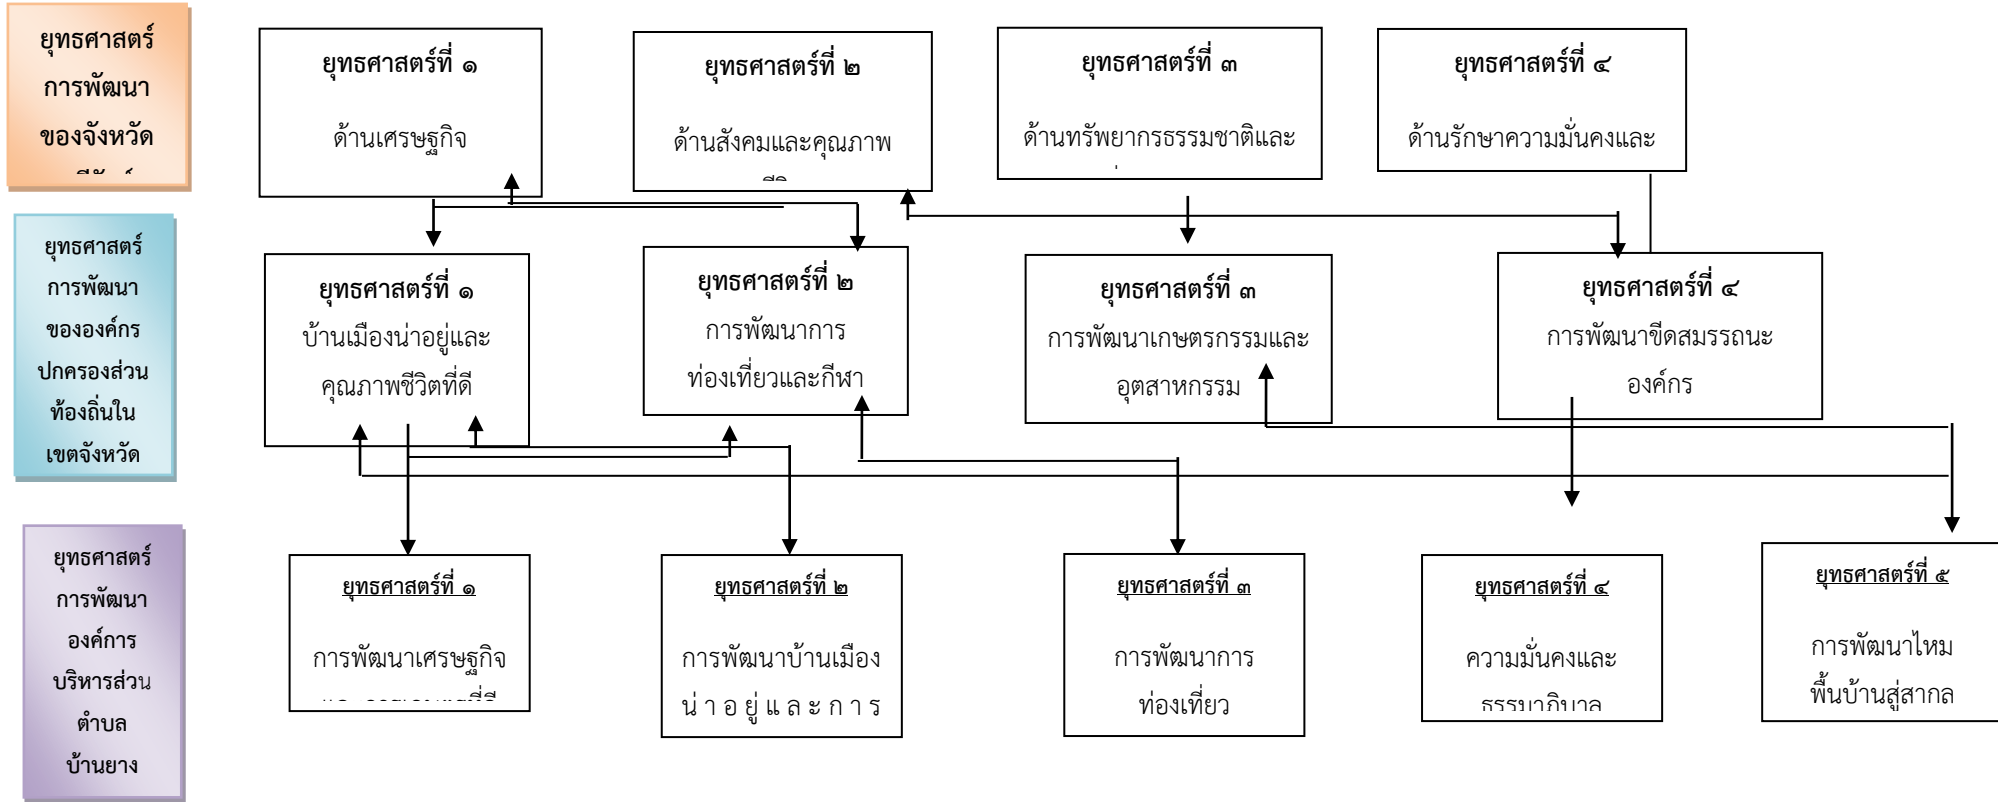 ยุทธศาสตร์
การพัฒนา
ของจังหวัด
ยุทธศาสตร์ที่ ๑
ด้านเศรษฐกิจ
ยุทธศาสตร์ที่ ๒
ด้านสังคมและคุณภาพ
ยุทธศาสตร์ที่ ๓
ด้านทรัพยากรธรรมชาติและ
ยุทธศาสตร์ที่ ๔
ด้านรักษาความมั่นคงและ
ยุทธศาสตร์
การพัฒนา
ขององค์กร
ปกครองส่วน
ท้องถิ่นใน
เขตจังหวัด
ยุทธศาสตร์ที่ ๑
บ้านเมืองน่าอยู่และ
คุณภาพชีวิตที่ดี
ยุทธศาสตร์ที่ ๒
การพัฒนาการ
ท่องเที่ยวและกีฬา
ยุทธศาสตร์ที่ ๓
การพัฒนาเกษตรกรรมและ
อุตสาหกรรม
ยุทธศาสตร์ที่ ๔
การพัฒนาขีดสมรรถนะ
องค์กร
ยุทธศาสตร์
การพัฒนา
องค์การ
บริหารส่วน
ตำบล
บ้านยาง
ยุทธศาสตร์ที่ ๑
การพัฒนาเศรษฐกิจ
ยุทธศาสตร์ที่ ๒
การพัฒนาบ้านเมือง
น่ า อ ยู่ แ ล ะ ก า ร
ยุทธศาสตร์ที่ ๓
การพัฒนาการ
ท่องเที่ยว
ยุทธศาสตร์ที่ ๔
ความมั่นคงและ
ธรรมาภิบาล
ยุทธศาสตร์ที่ ๕
การพัฒนาไหม
พื้นบ้านสู่สากล